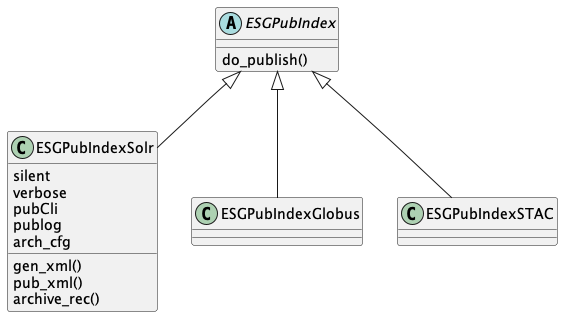 A ESGPubIndex
do_publish()
C ESGPubIndexSolr
silent
verbose
pubCli
publog
arch_cfg
gen_xml()
pub_xml()
archive_rec()
C ESGPubIndexGlobus
C ESGPubIndexSTAC